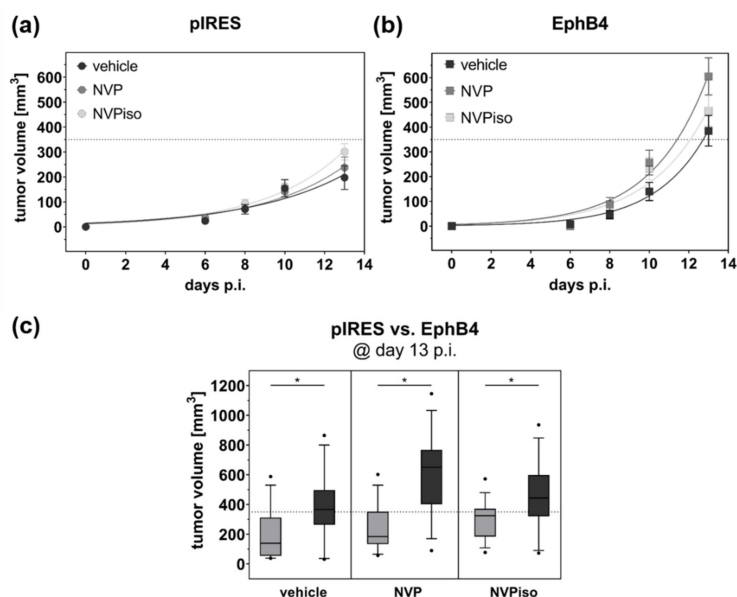 (a)
pIRES
tumor volume [mm³]
600
500
400
300
200
100
0
vehicle
NVP
NVPiso
0 2 4 6 8 10 12 14
days p.i.
(b)
EphB4
tumor volume [mm³]
600
500
400
300
200
100
0
vehicle
NVP
NVPiso
0 2 4 6 8 10 12 14
days p.i.
(c)
pIRES vs. EphB4
@ day 13 p.i.
tumor volume [mm³]
1200
1000
800
600
400
200
0
* * *
vehicle NVP NVPiso